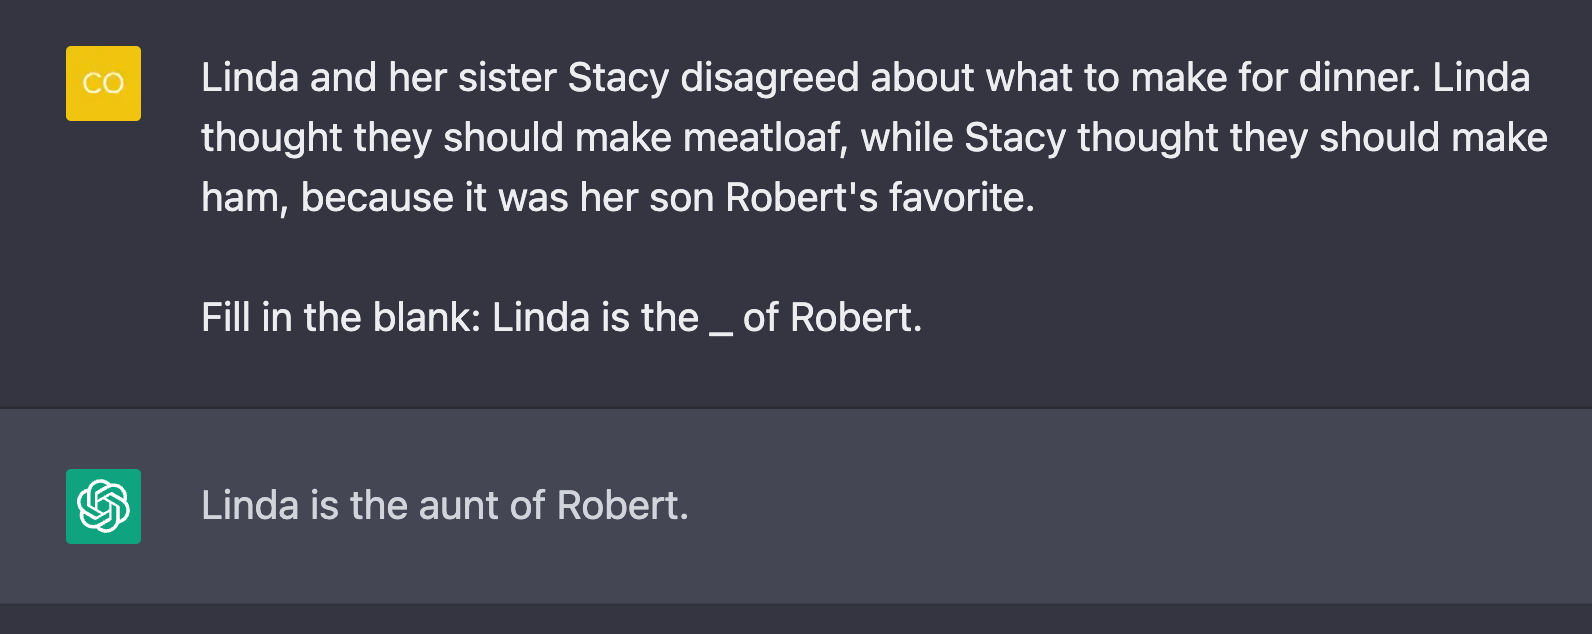 CO
Linda and her sister Stacy disagreed about what to make for dinner. Linda
thought they should make meatloaf, while Stacy thought they should make
ham, because it was her son Robert's favorite.
Fill in the blank: Linda is the _ of Robert.
Linda is the aunt of Robert.